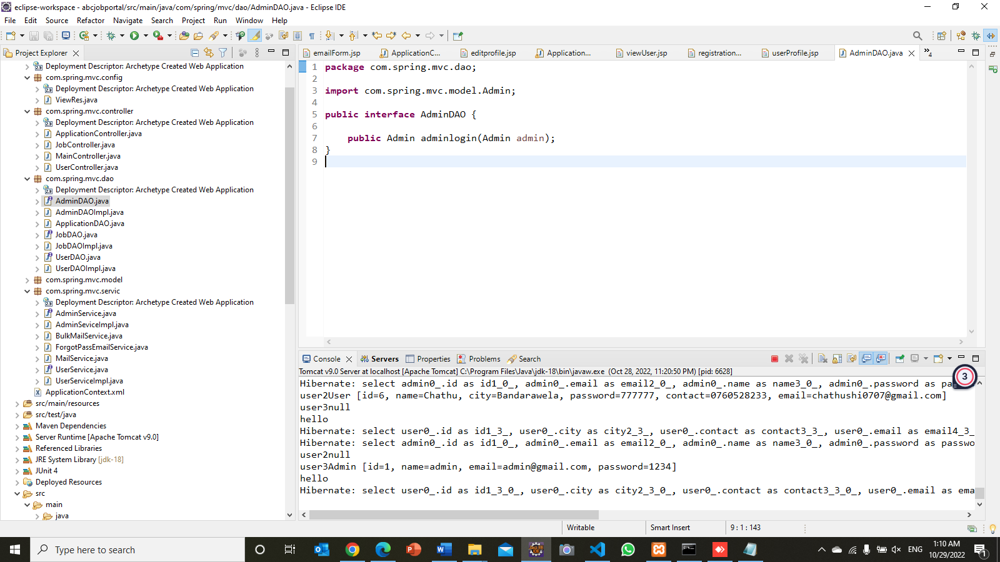 eclipse-workspace - abcjobportal/src/main/java/com/spring/mvc/dao/AdminDAO.java - Eclipse IDE
File Edit Source Refactor Navigate Search Project Run Window Help
Project Explorer
Deployment Descriptor: Archetype Created Web Application
com.spring.mvc.config
Deployment Descriptor: Archetype Created Web Application
ViewRes.java
com.spring.mvc.controller
Deployment Descriptor: Archetype Created Web Application
ApplicationController.java
JobController.java
MainController.java
UserController.java
com.spring.mvc.dao
Deployment Descriptor: Archetype Created Web Application
AdminDAO.java
AdminDAOImpl.java
ApplicationDAO.java
JobDAO.java
JobDAOImpl.java
UserDAO.java
UserDAOImpl.java
com.spring.mvc.model
com.spring.mvc.servic
Deployment Descriptor: Archetype Created Web Application
AdminService.java
AdminSeviceImpl.java
BulkMailService.java
ForgotPassEmailService.java
MailService.java
UserService.java
UserServiceImpl.java
ApplicationContext.xml
src/main/resources
src/test/java
Maven Dependencies
Server Runtime [Apache Tomcat v9.0]
Referenced Libraries
JRE System Library [jdk-18]
JUnit 4
Deployed Resources
src
main
java
emailForm.jsp ApplicationC... editprofile.jsp Application... viewUser.jsp registration... userProfile.jsp AdminDAO.java »4
1 package com.spring.mvc.dao;
2
3 import com.spring.mvc.model.Admin;
4
5 public interface AdminDAO {
6
7 public Admin adminlogin(Admin admin);
8 }
9
Console Servers Properties Problems Search
Tomcat v9.0 Server at localhost [Apache Tomcat] C:\Program Files\Java\jdk-18\bin\javaw.exe (Oct 28, 2022, 11:20:50 PM) [pid: 6628]
3
Hibernate: select admin0_.id as id1_0_, admin0_.email as email2_0_, admin0_.name as name3_0_, admin0_.password as pa
user2User [id=6, name=Chathu, city=Bandarawela, password=777777, contact=0760528233, email=chathushi0707@gmail.com]
user3null
hello
Hibernate: select user0_.id as id1_3_, user0_.city as city2_3_, user0_.contact as contact3_3_, user0_.email as email4_3_
Hibernate: select admin0_.id as id1_0_, admin0_.email as email2_0_, admin0_.name as name3_0_, admin0_.password as passwo
user2null
user3Admin [id=1, name=admin, email=admin@gmail.com, password=1234]
hello
Hibernate: select user0_.id as id1_3_0_, user0_.city as city2_3_0_, user0_.contact as contact3_3_0_, user0_.email as ema
Writable Smart Insert 9 : 1 : 143
Type here to search
ENG
1:10 AM
10/29/2022
1